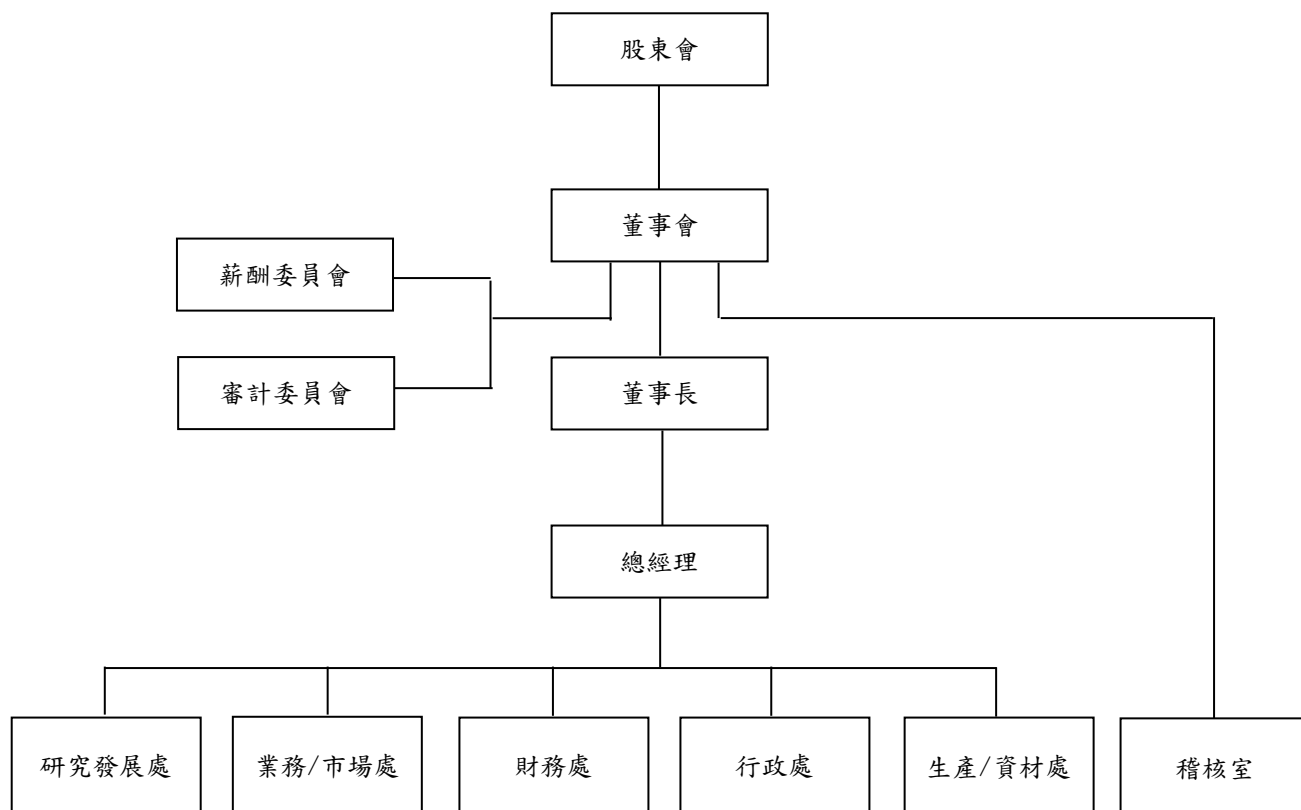 股東會
董事會
薪酬委員會
審計委員會
董事長
總經理
研究發展處
業務/市場處
財務處
行政處
生產/資材處
稽核室